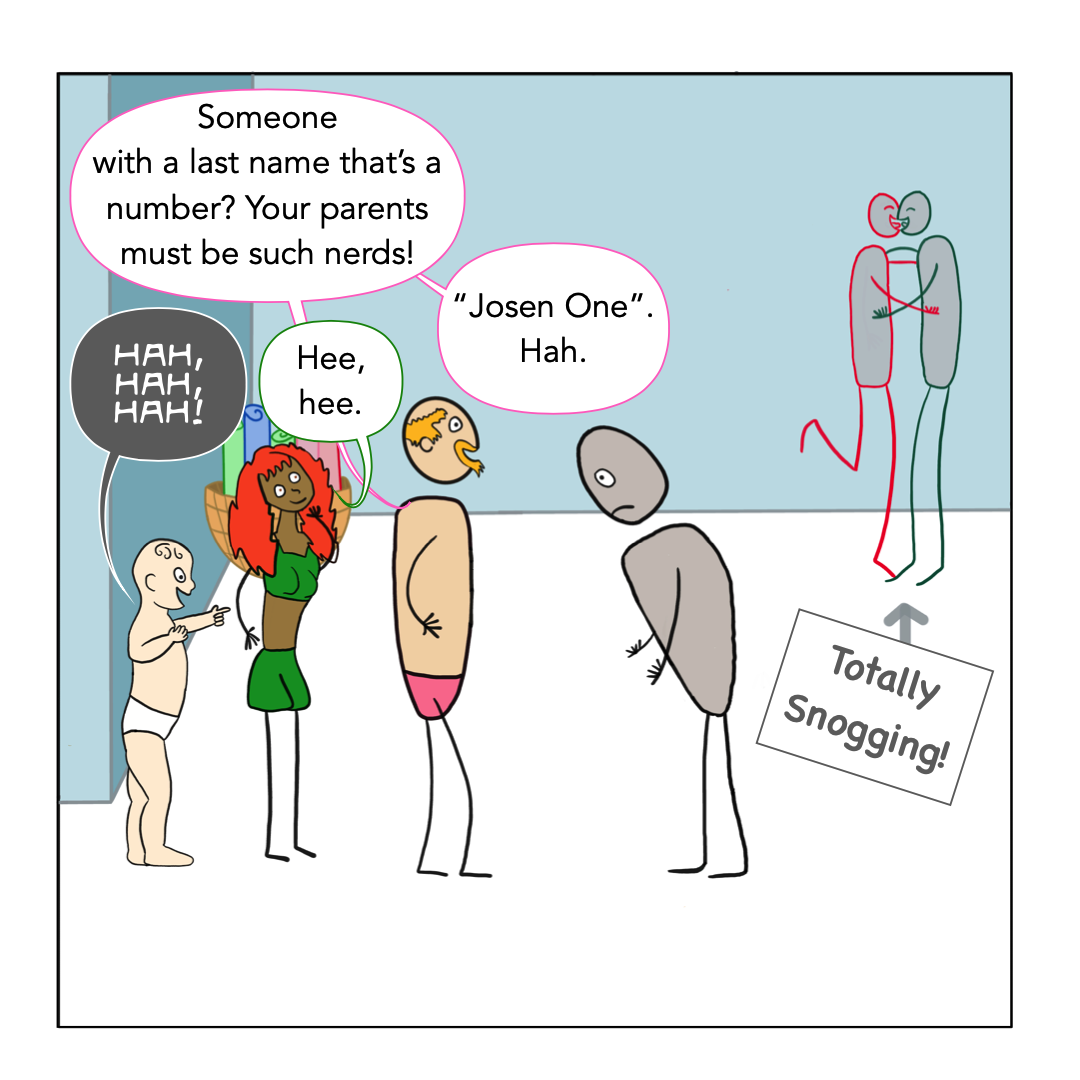 Someone
with a last name that's a
number? Your parents
must be such nerds!
“Josen One”.
Hah.
HAH,
HAH,
HAH!
Hee,
hee.
Totally
Snogging!